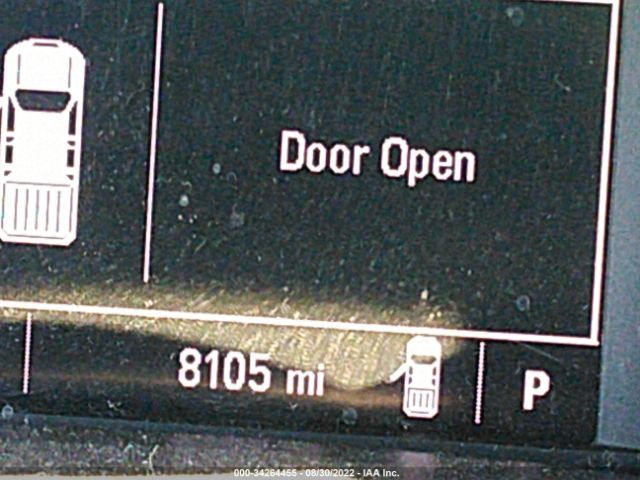 Door Open
8105 mi
P
000-34264455 - 08/30/2022 - IAA Inc.